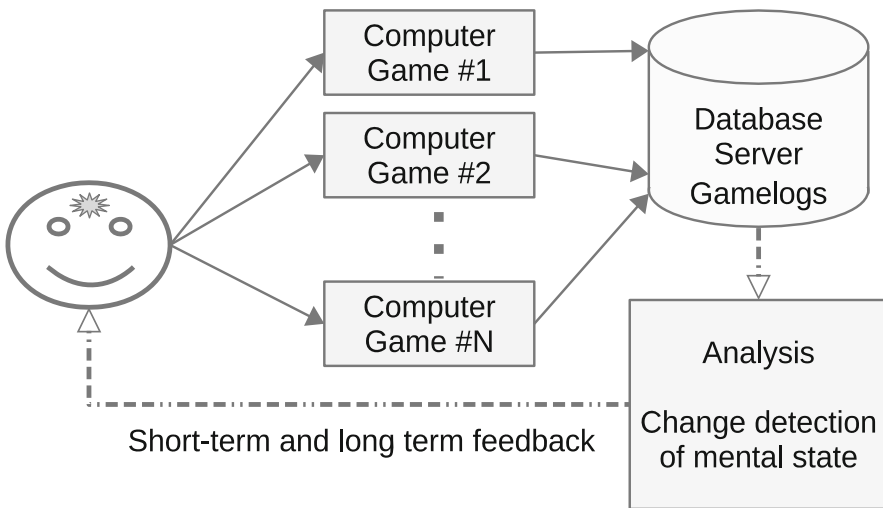 Computer
Game #1
Computer
Game #2
Computer
Game #N
Database
Server
Gamelogs
Analysis
Change detection
of mental state
Short-term and long term feedback